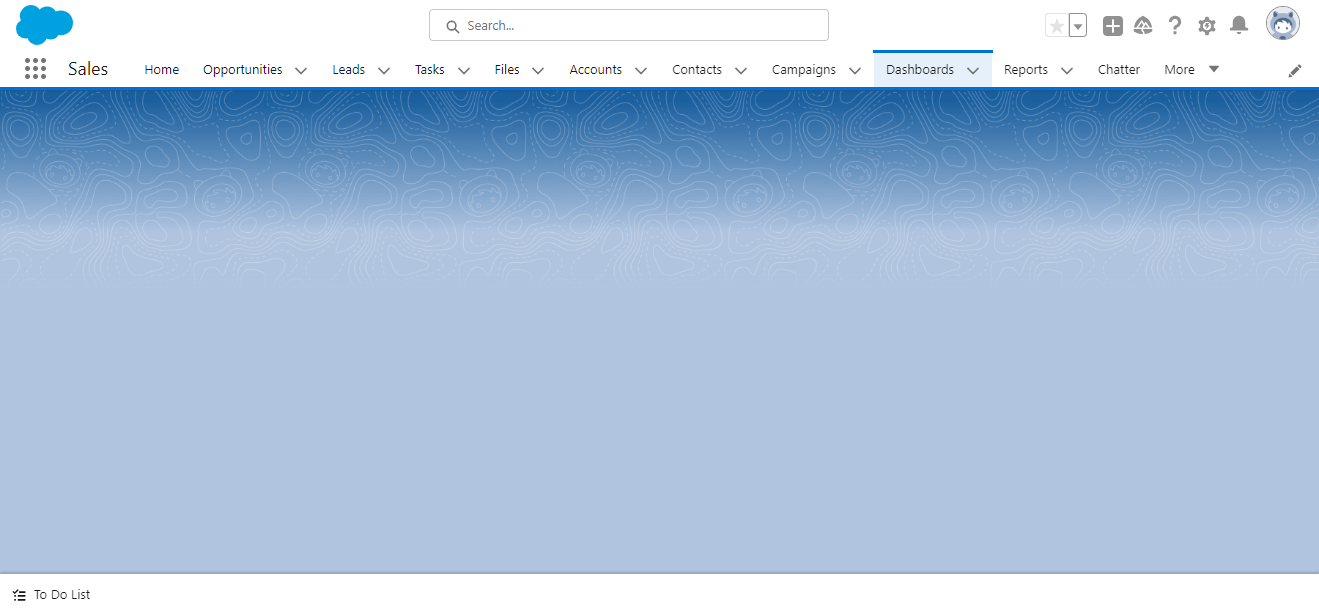 Search...
Sales Home Opportunities Leads Tasks Files Accounts Contacts Campaigns Dashboards Reports Chatter More
To Do List